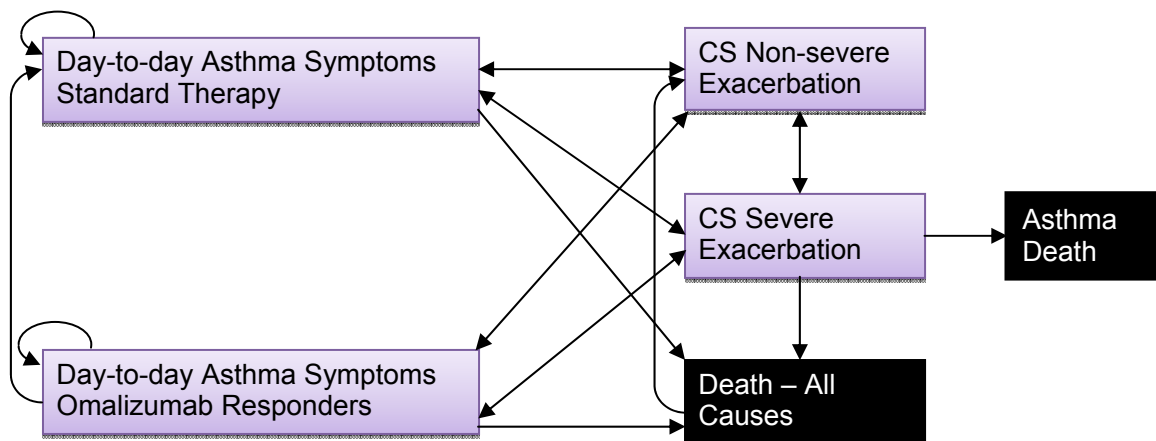 Day-to-day Asthma Symptoms
Standard Therapy
CS Non-severe
Exacerbation
CS Severe
Exacerbation
Asthma
Death
Day-to-day Asthma Symptoms
Omalizumab Responders
Death – All
Causes